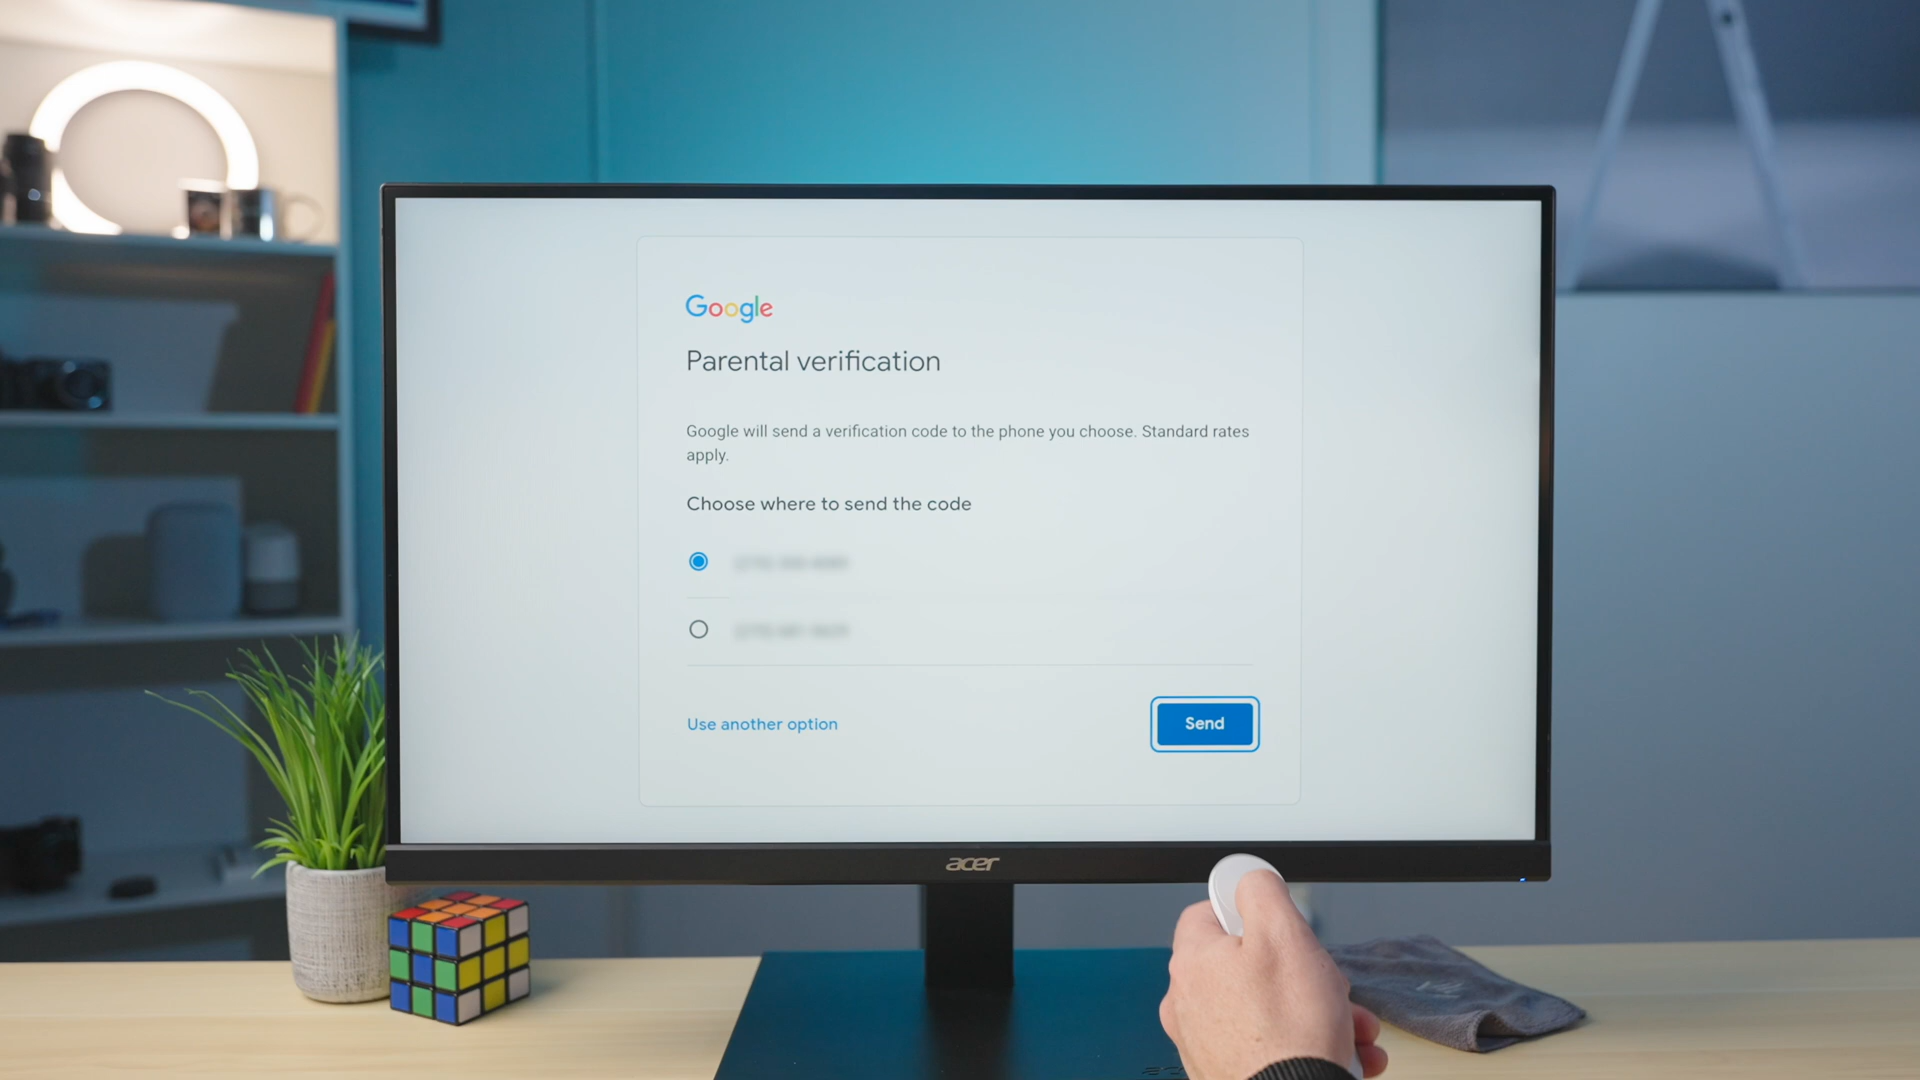 Google
Parental verification
Google will send a verification code to the phone you choose. Standard rates
apply.
Choose where to send the code
Use another option
Send
acer